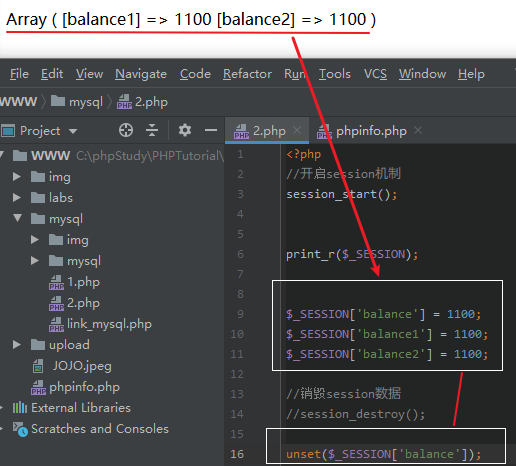 Array ( [balance1] => 1100 [balance2] => 1100 )
File Edit View Navigate Code Refactor Run Tools VCS Window Help
WWW mysql 2.php
Project
2.php
phpinfo.php
WWW C:\phpStudy\PHPTutorial\
img
labs
mysql
img
mysql
1.php
2.php
link_mysql.php
upload
JOJO.jpeg
phpinfo.php
External Libraries
Scratches and Consoles
1 <?php
2 //开启session机制
3 session_start();
4
5
6 print_r($_SESSION);
7
8
9 $_SESSION['balance'] = 1100;
10 $_SESSION['balance1'] = 1100;
11 $_SESSION['balance2'] = 1100;
12
13 //销毁session数据
14 //session_destroy();
15
16 unset($_SESSION['balance']);